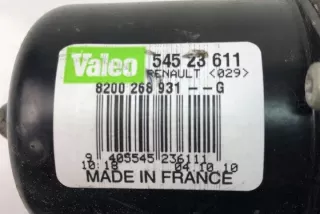 Valeo 545 23 611
RENAULT <029>
8200 268 931 --G
9 405545 236111
10:18 04 10 10
MADE IN FRANCE